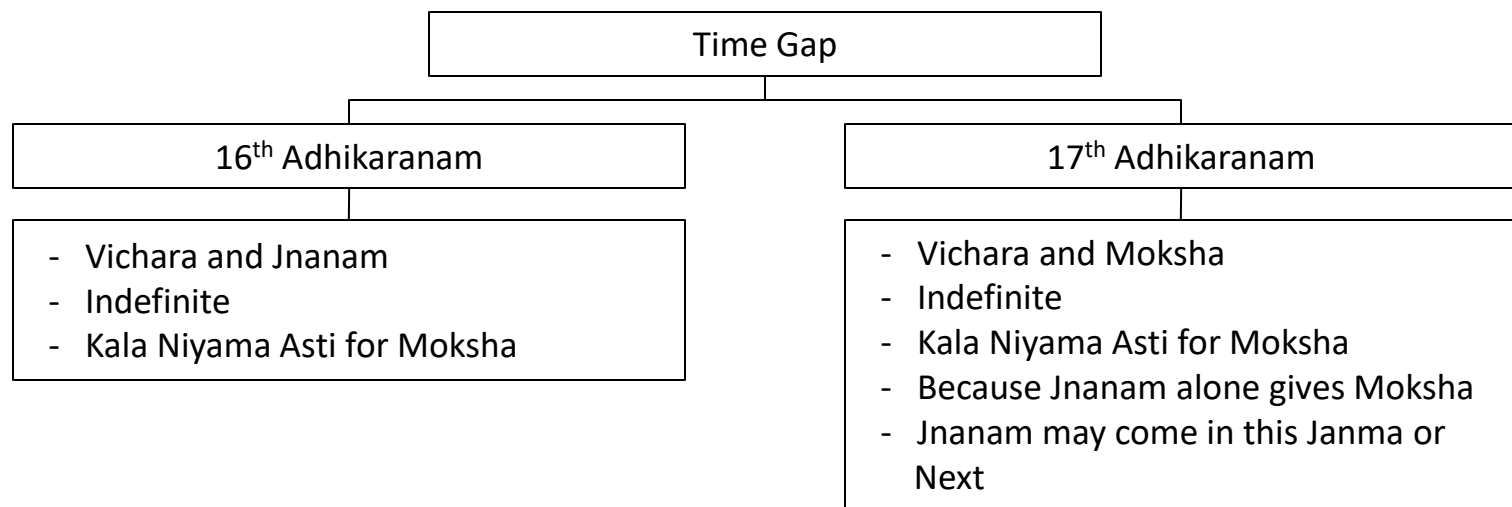 Time Gap
16th Adhikaranam
17th Adhikaranam
- Vichara and Jnanam
- Indefinite
- Kala Niyama Asti for Moksha
- Vichara and Moksha
- Indefinite
- Kala Niyama Asti for Moksha
- Because Jnanam alone gives Moksha
- Jnanam may come in this Janma or
Next